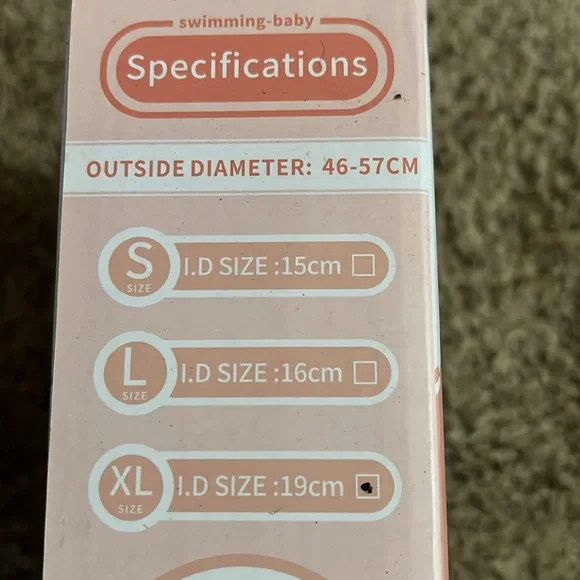 swimming-baby
Specifications
OUTSIDE DIAMETER: 46-57CM
S
SIZE
I.D SIZE :15cm
L
SIZE
I.D SIZE :16cm
XL
SIZE
I.D SIZE :19cm